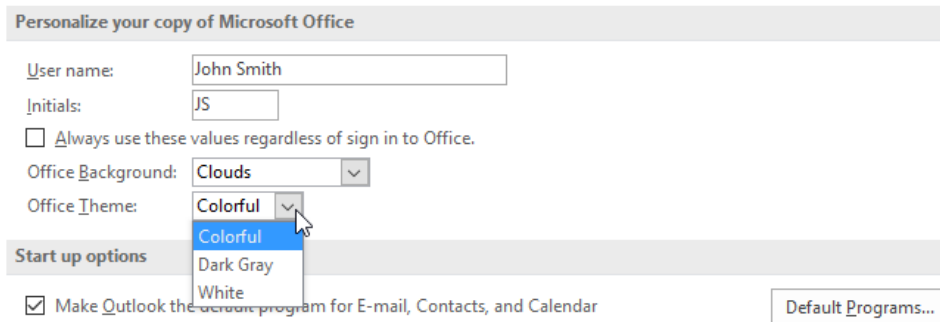 Personalize your copy of Microsoft Office
User name: John Smith
Initials: JS
Always use these values regardless of sign in to Office.
Office Background: Clouds
Office Theme: Colorful
Colorful
Start up options
Dark Gray
White
Make Outlook the default program for E-mail, Contacts, and Calendar Default Programs...